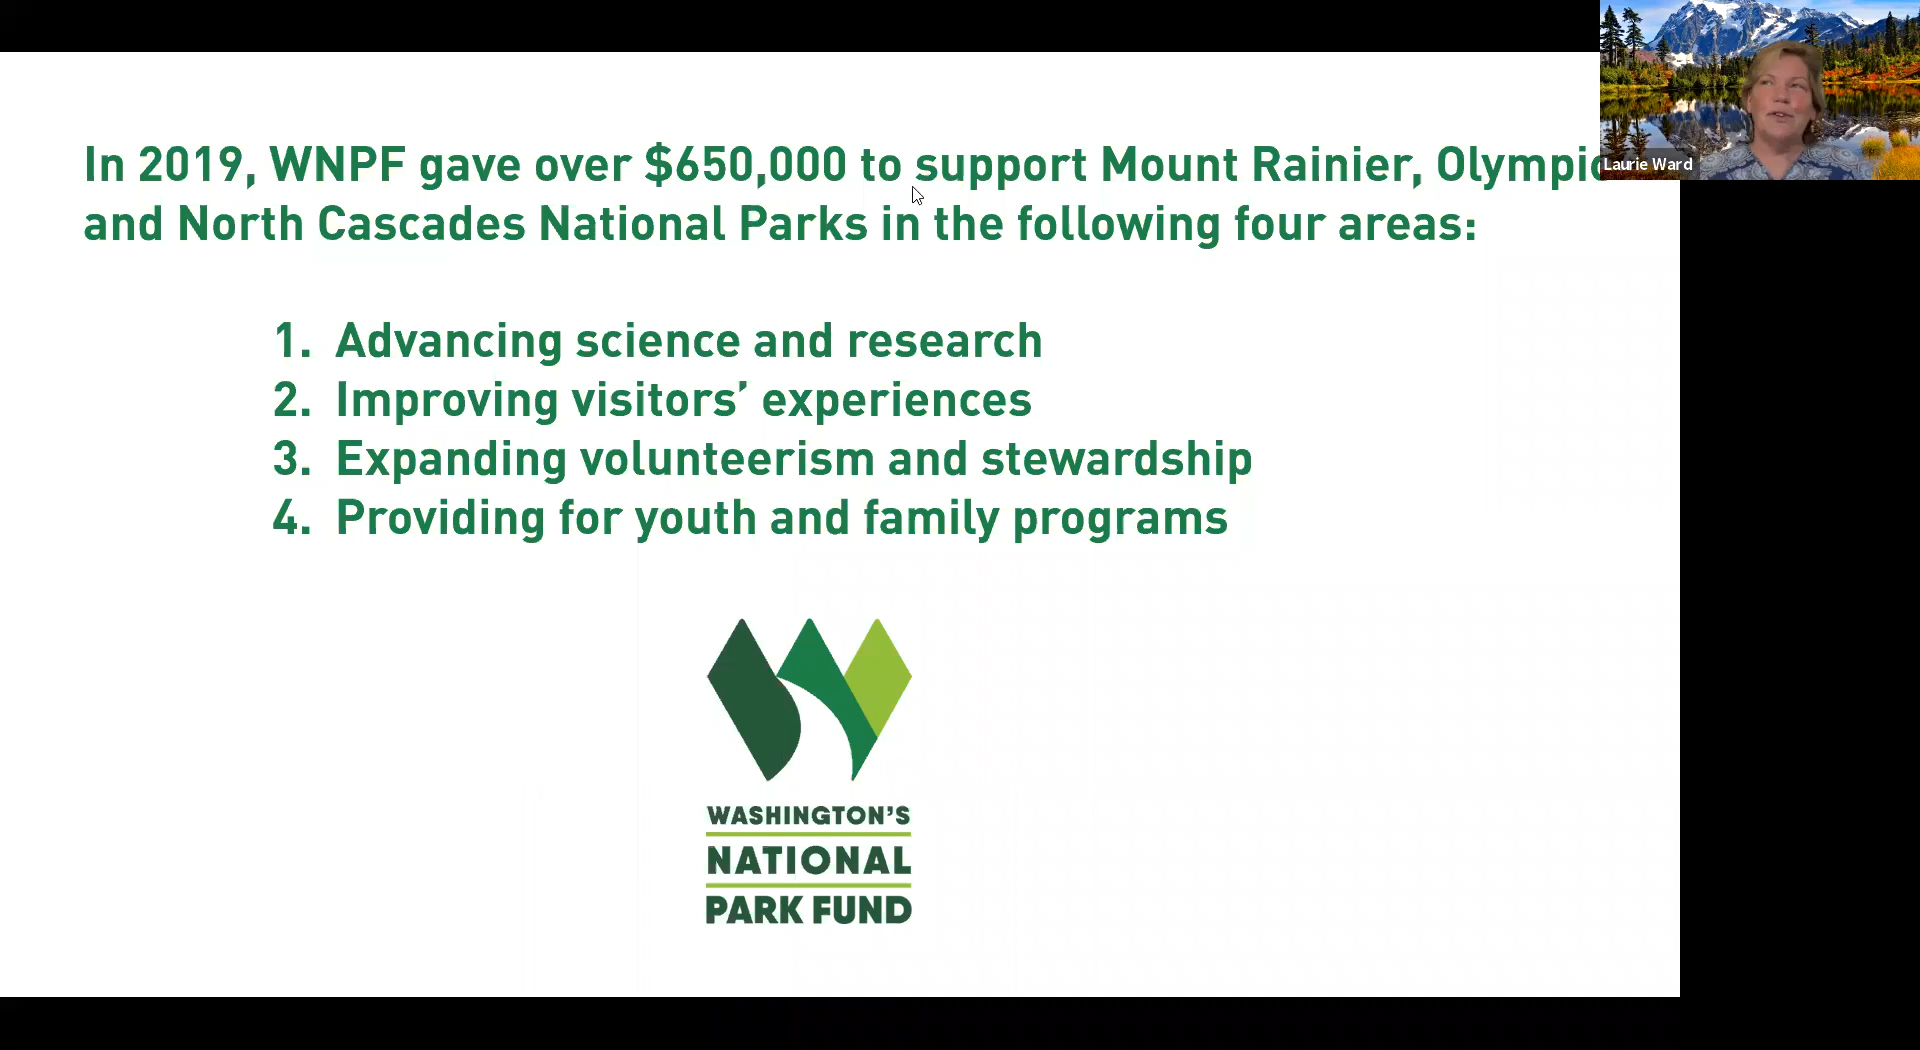 In 2019, WNPF gave over $650,000 to support Mount Rainier, Olympic
and North Cascades National Parks in the following four areas:
1. Advancing science and research
2. Improving visitors’ experiences
3. Expanding volunteerism and stewardship
4. Providing for youth and family programs
WASHINGTON’S
NATIONAL
PARK FUND
Laurie Ward